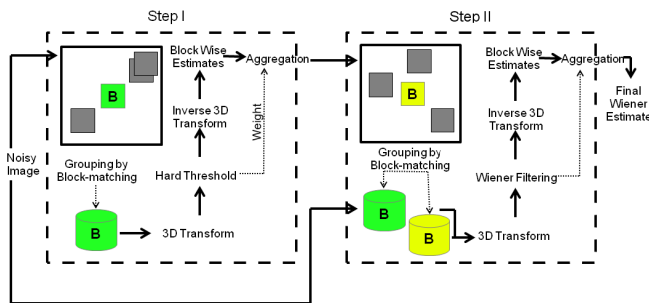 Step I
Step II
Block Wise
Estimates
Aggregation
B
Inverse 3D
Transform
Weight
Noisy
Image
Grouping by
Block-matching
Hard Threshold
B
3D Transform
Block Wise
Estimates
Aggregation
B
Final
Wiener
Estimate
Inverse 3D
Transform
Grouping by
Block-matching
Wiener Filtering
B
B
3D Transform